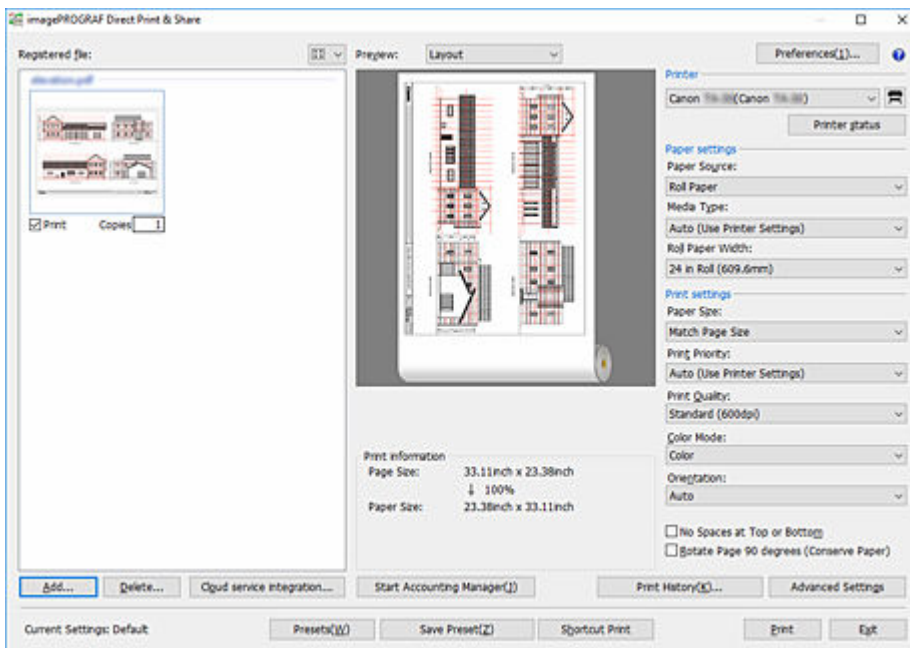 imagePROGRAF Direct Print & Share
Registered file:
Print
Copies 1
Preview: Layout
Print information
Page Size: 33.11inch x 23.38inch
↓ 100%
Paper Size: 23.38inch x 33.11inch
Preferences(1)...
Printer
Canon (Canon )
Printer status
Paper settings
Paper Source:
Roll Paper
Media Type:
Auto (Use Printer Settings)
Roll Paper Width:
24 in Roll (609.6mm)
Print settings
Paper Size:
Match Page Size
Print Priority:
Auto (Use Printer Settings)
Print Quality:
Standard (600dpi)
Color Mode:
Color
Orientation:
Auto
No Spaces at Top or Bottom
Rotate Page 90 degrees (Conserve Paper)
Add... Delete... Cloud service integration... Start Accounting Manager(J) Print History(K)... Advanced Settings
Current Settings: Default Presets(W) Save Preset(Z) Shortcut Print Print Exit